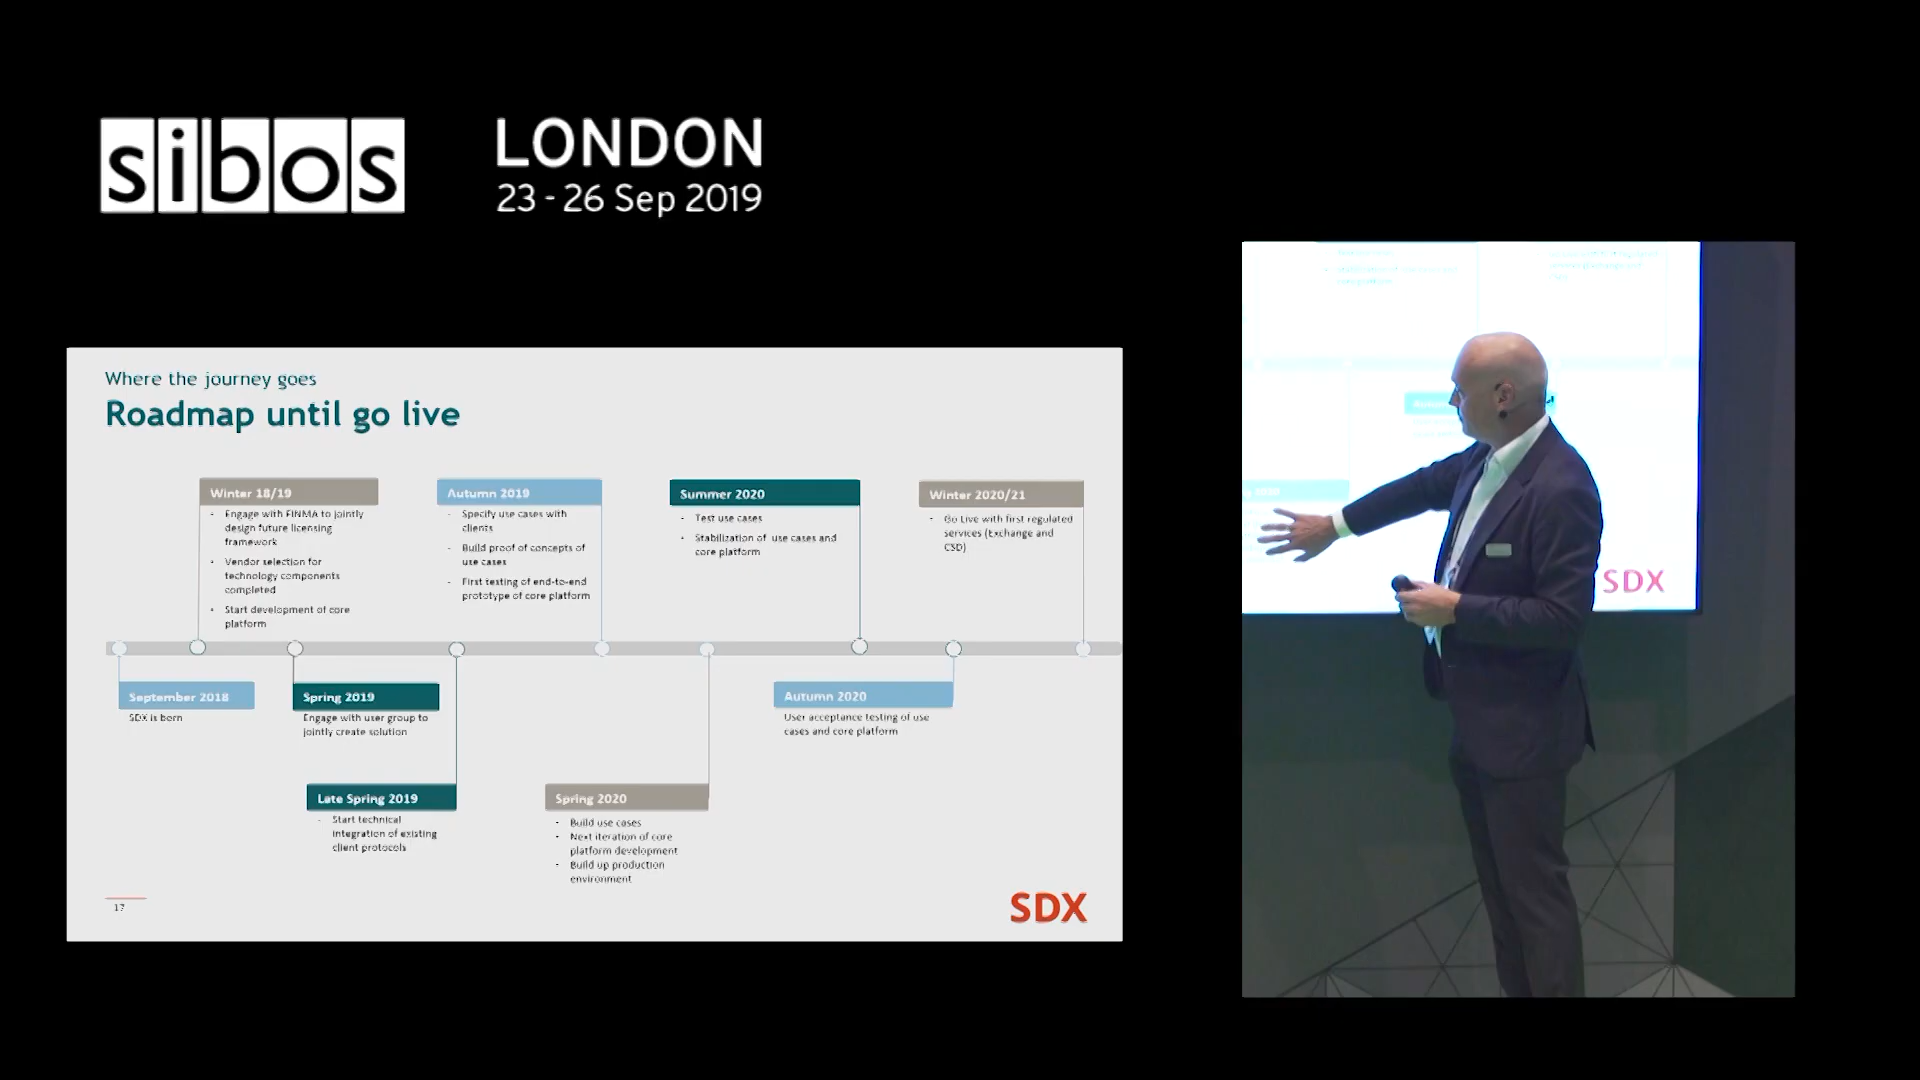 sibos
LONDON
23 - 26 Sep 2019
Where the journey goes
Roadmap until go live
Winter 18/19
- Engage with FINMA to jointly
design future licensing
framework
- Vendor selection for
technology components
completed
- Start development of core
platform
Autumn 2019
- Specify use cases with
clients
- Build proof of concepts of
use cases
- First testing of end-to-end
prototype of core platform
Summer 2020
- Test use cases
- Stabilization of use cases and
core platform
Winter 2020/21
- Go Live with first regulated
services (Exchange and
CSD)
September 2018
SDX is born
Spring 2019
Engage with user group to
jointly create solution
Autumn 2020
User acceptance testing of use
cases and core platform
Late Spring 2019
- Start technical
integration of existing
client protocols
Spring 2020
- Build use cases
- Next iteration of core
platform development
- Build up production
environment
17
SDX
SDX